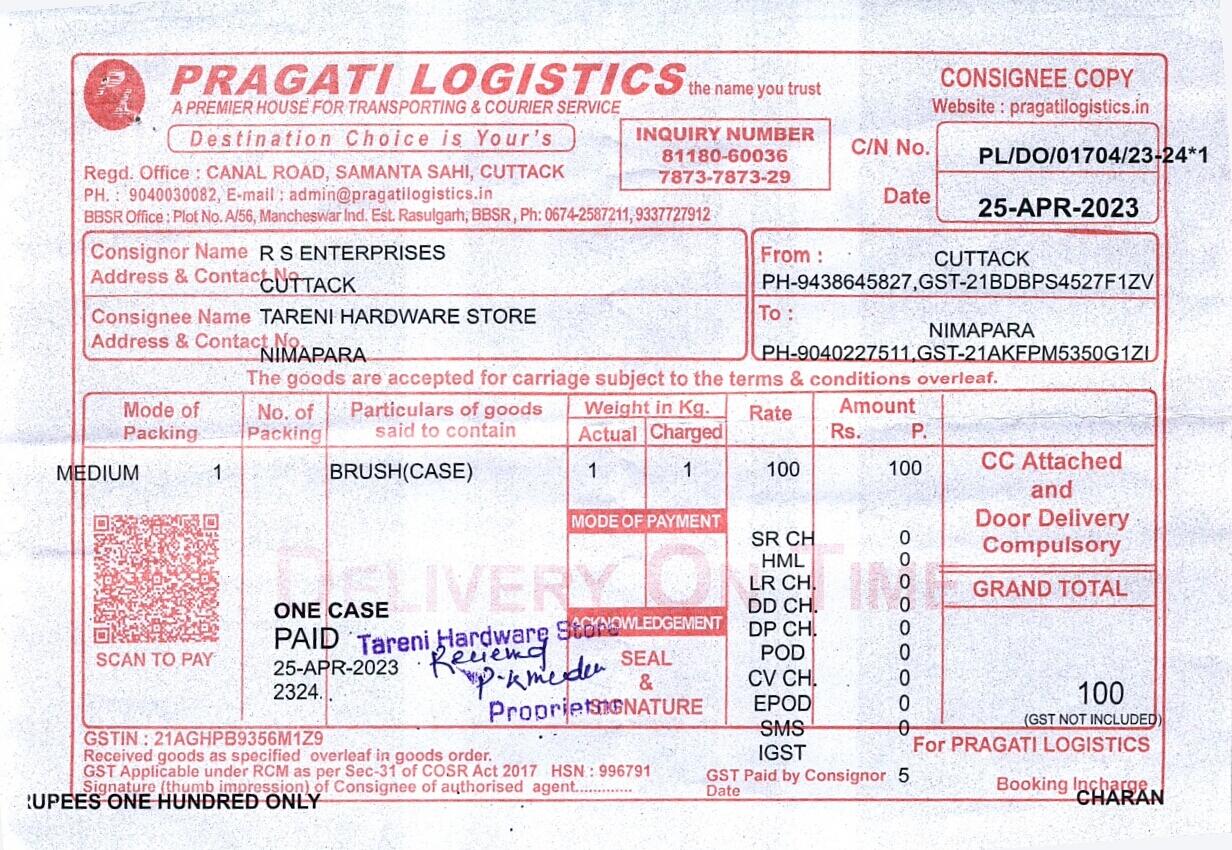 PRAGATI LOGISTICS the name you trust
A PREMIER HOUSE FOR TRANSPORTING & COURIER SERVICE
Destination Choice is Your's
CONSIGNEE COPY
Website : pragatilogistics.in
INQUIRY NUMBER
81180-60036
7873-7873-29
C/N No. PL/DO/01704/23-24*1
Date 25-APR-2023
Regd. Office : CANAL ROAD, SAMANTA SAHI, CUTTACK
PH. : 9040030082, E-mail : admin@pragatilogistics.in
BBSR Office : Plot No. A/56, Mancheswar Ind. Est. Rasulgarh, BBSR , Ph: 0674-2587211, 9337727912
Consignor Name R S ENTERPRISES
Address & Contact No. CUTTACK
From : CUTTACK
PH-9438645827,GST-21BDBPS4527F1ZV
Consignee Name TARENI HARDWARE STORE
Address & Contact No. NIMAPARA
To : NIMAPARA
PH-9040227511,GST-21AKFPM5350G1ZI
The goods are accepted for carriage subject to the terms & conditions overleaf.
Mode of Packing No. of Packing Particulars of goods said to contain Weight in Kg. Actual Charged Rate Amount Rs. P.
MEDIUM 1 BRUSH(CASE) 1 1 100 100
CC Attached
and
Door Delivery
Compulsory
GRAND TOTAL
100
(GST NOT INCLUDED)
MODE OF PAYMENT
DELIVERY ON TIME
SR CH 0
HML 0
LR CH. 0
DD CH. 0
DP CH. 0
POD 0
CV CH. 0
EPOD 0
SMS 0
IGST
SCAN TO PAY
ONE CASE
PAID
25-APR-2023
2324.
Tareni Hardware Store
Proprietor
ACKNOWLEDGEMENT
SEAL
&
SIGNATURE
GSTIN : 21AGHPB9356M1Z9
Received goods as specified overleaf in goods order.
GST Applicable under RCM as per Sec-31 of COSR Act 2017 HSN : 996791
Signature (thumb impression) of Consignee of authorised agent.............
GST Paid by Consignor 5
Date
For PRAGATI LOGISTICS
Booking Incharge
CHARAN
RUPEES ONE HUNDRED ONLY